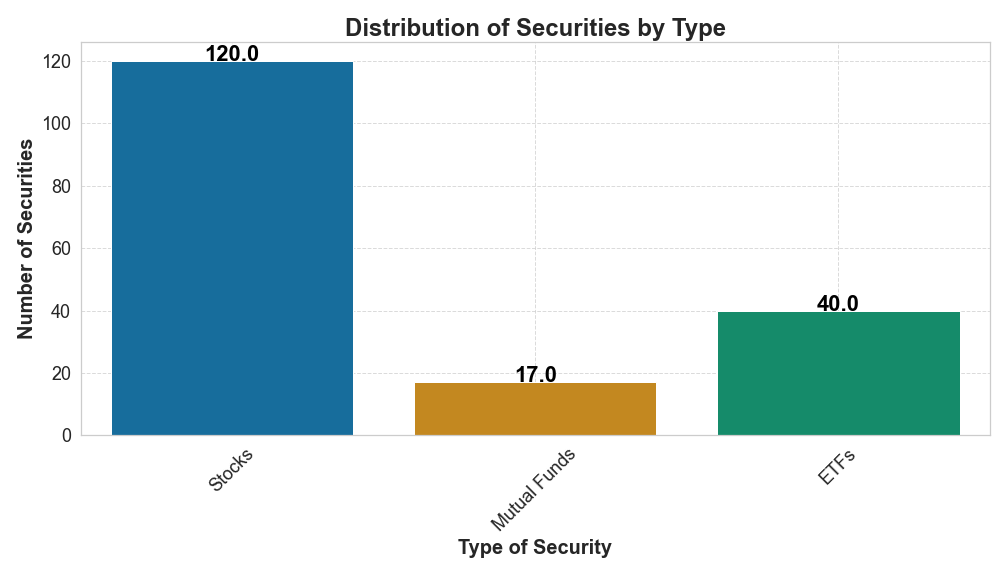 Distribution of Securities by Type
Number of Securities
120
100
80
60
40
20
0
120.0
17.0
40.0
Stocks
Mutual Funds
ETFs
Type of Security